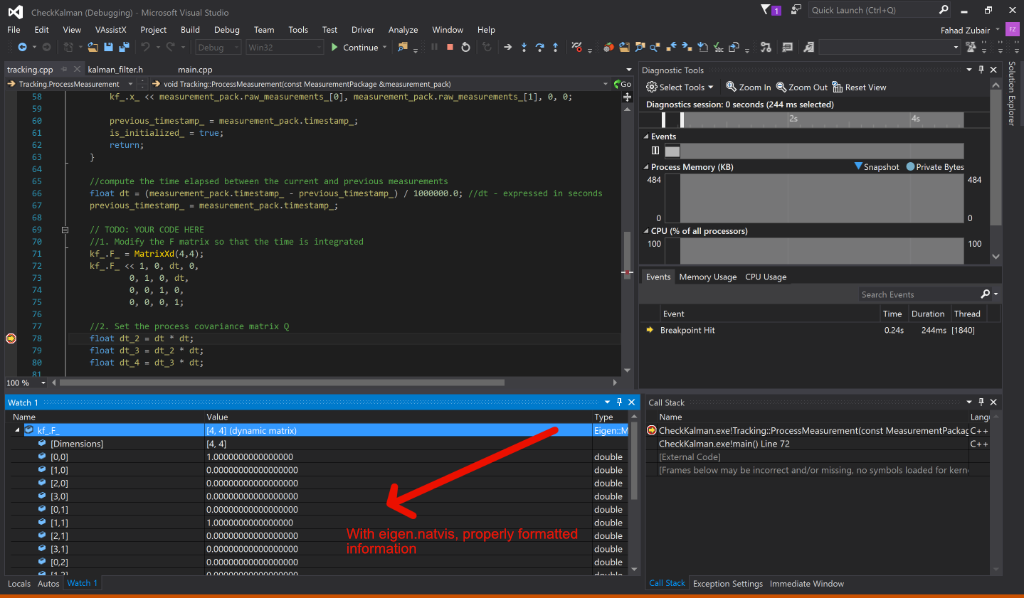 CheckKalman (Debugging) - Microsoft Visual Studio
1
Quick Launch (Ctrl+Q)
File Edit View VAssistX Project Build Debug Team Tools Test Driver Analyze Window Help
Fahad Zubair
FZ
Debug Win32 Continue
tracking.cpp kalman_filter.h main.cpp
Tracking.ProcessMeasurement void Tracking::ProcessMeasurement(const MeasurementPackage &measurement_pack) Go
58 kf_.x_ << measurement_pack.raw_measurements_[0], measurement_pack.raw_measurements_[1], 0, 0;
59
60 previous_timestamp_ = measurement_pack.timestamp_;
61 is_initialized_ = true;
62 return;
63 }
64
65 //compute the time elapsed between the current and previous measurements
66 float dt = (measurement_pack.timestamp_ - previous_timestamp_) / 1000000.0; //dt - expressed in seconds
67 previous_timestamp_ = measurement_pack.timestamp_;
68
69 // TODO: YOUR CODE HERE
70 //1. Modify the F matrix so that the time is integrated
71 kf_.F_ = MatrixXd(4,4);
72 kf_.F_ << 1, 0, dt, 0,
73 0, 1, 0, dt,
74 0, 0, 1, 0,
75 0, 0, 0, 1;
76
77 //2. Set the process covariance matrix Q
78 float dt_2 = dt * dt;
79 float dt_3 = dt_2 * dt;
80 float dt_4 = dt_3 * dt;
81
100 %
Diagnostic Tools
Select Tools Zoom In Zoom Out Reset View
Diagnostics session: 0 seconds (244 ms selected)
2s 4s
Events
Process Memory (KB) Snapshot Private Bytes
484 484
0 0
CPU (% of all processors)
100 100
Events Memory Usage CPU Usage
Search Events
Event Time Duration Thread
Breakpoint Hit 0.24s 244ms [1840]
Solution Explorer
Watch 1
Name Value Type
kf_.F_ [4, 4] (dynamic matrix) Eigen::M
[Dimensions] [4, 4]
[0,0] 1.0000000000000000 double
[1,0] 0.00000000000000000 double
[2,0] 0.00000000000000000 double
[3,0] 0.00000000000000000 double
[0,1] 0.00000000000000000 double
[1,1] 1.0000000000000000 double
[2,1] 0.00000000000000000 double
[3,1] 0.00000000000000000 double
[0,2] 0.00000000000000000 double
[1,2] 0.00000000000000000 double
With eigen.natvis, properly formatted
information
Locals Autos Watch 1
Call Stack
Name Langu
CheckKalman.exe!Tracking::ProcessMeasurement(const MeasurementPackag C++
CheckKalman.exe!main() Line 72 C++
[External Code]
[Frames below may be incorrect and/or missing, no symbols loaded for kern
Call Stack Exception Settings Immediate Window